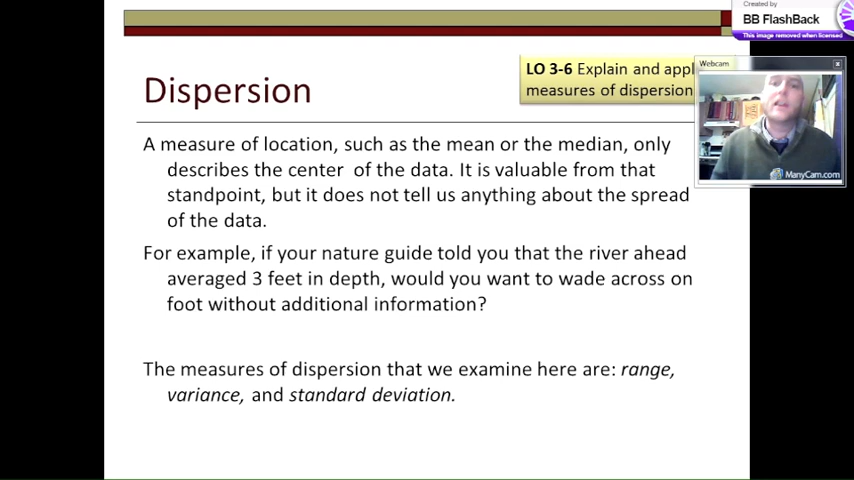 Created by
BB FlashBack
This image removed when licensed
Webcam
LO 3-6 Explain and appl
measures of dispersion
Dispersion
A measure of location, such as the mean or the median, only
describes the center of the data. It is valuable from that
standpoint, but it does not tell us anything about the spread
of the data.
For example, if your nature guide told you that the river ahead
averaged 3 feet in depth, would you want to wade across on
foot without additional information?
The measures of dispersion that we examine here are: range,
variance, and standard deviation.
ManyCam.com